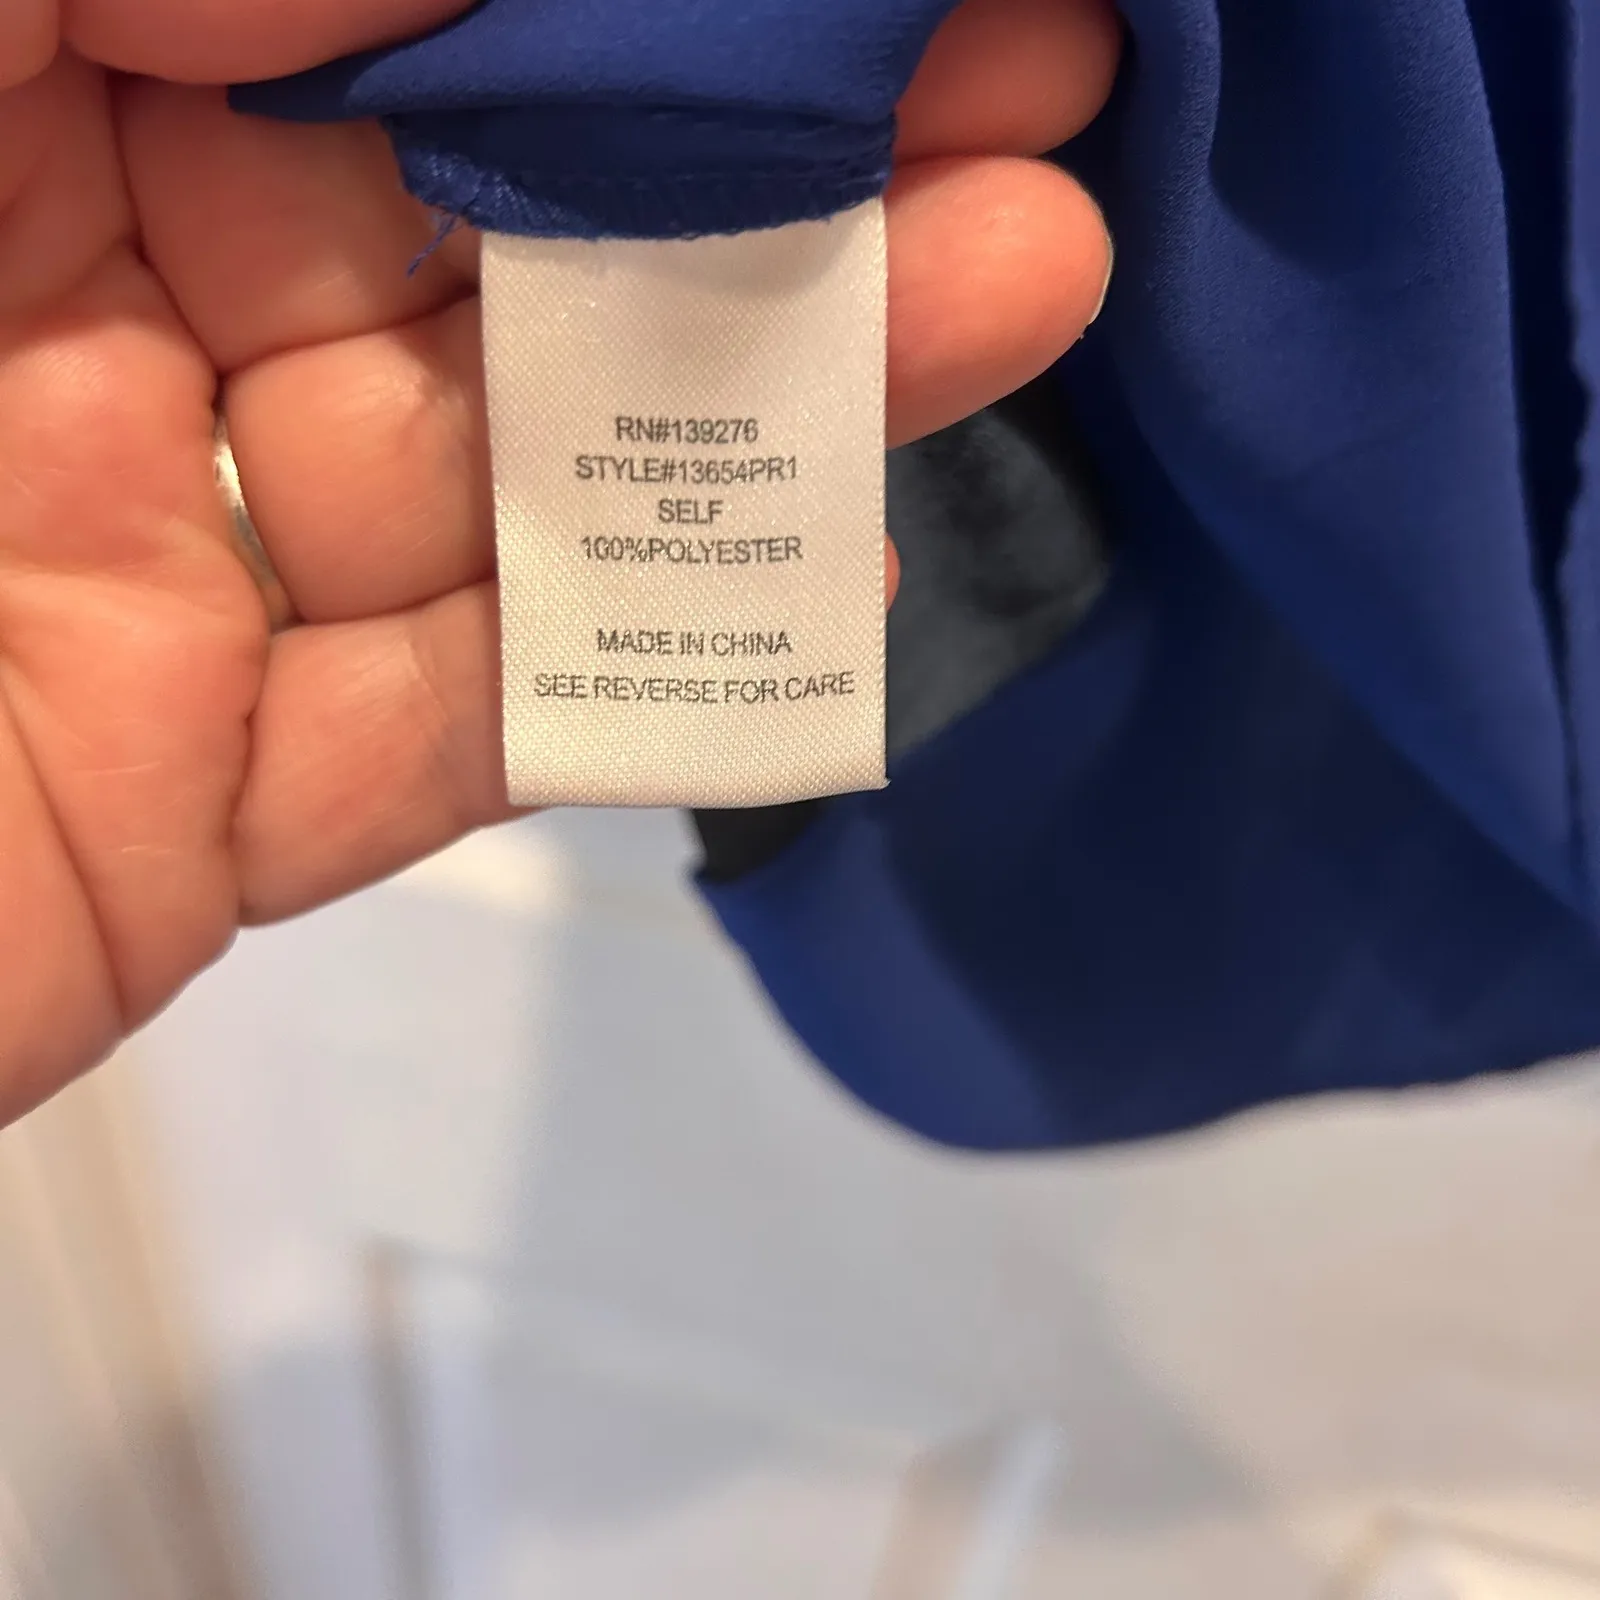 RN#139276
STYLE#13654PR1
SELF
100%POLYESTER
MADE IN CHINA
SEE REVERSE FOR CARE